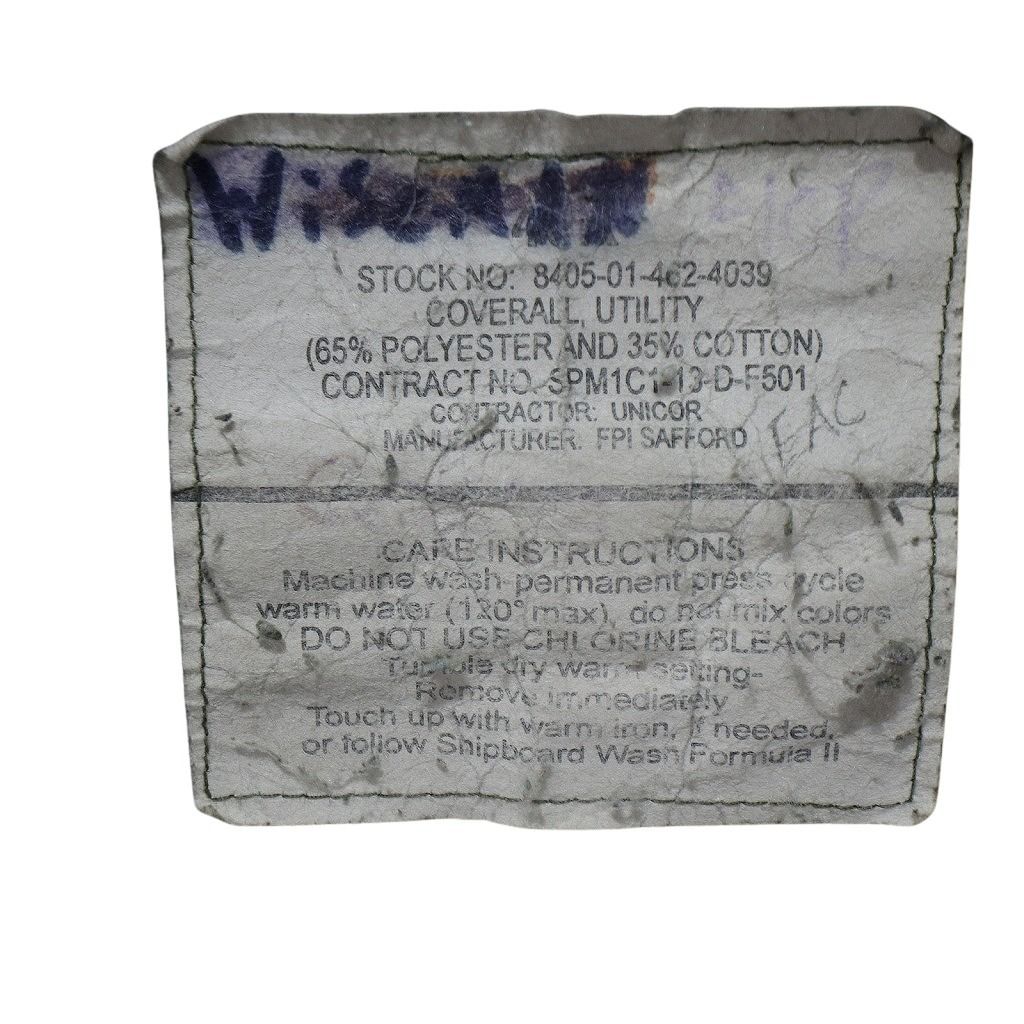 STOCK NO: 8405-01-462-4039
COVERALL, UTILITY
(65% POLYESTER AND 35% COTTON)
CONTRACT NO. SPM1C1-13-D-F501
CONTRACTOR: UNICOR
MANUFACTURER: FPI SAFFORD
EAC
CARE INSTRUCTIONS
Machine wash-permanent press cycle
warm water (120° max), do not mix colors
DO NOT USE CHLORINE BLEACH
Tumble dry warm setting-
Remove immediately
Touch up with warm iron, if needed,
or follow Shipboard Wash Formula II